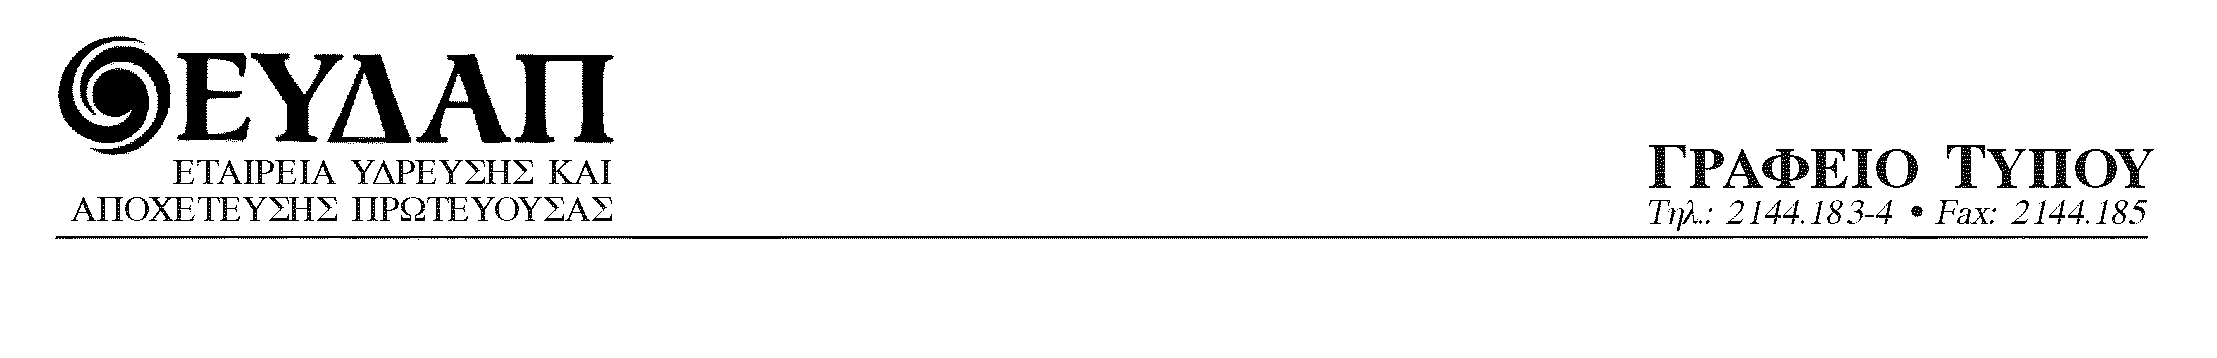 ΕΥΔΑΠ
ΕΤΑΙΡΕΙΑ ΥΔΡΕΥΣΗΣ ΚΑΙ
ΑΠΟΧΕΤΕΥΣΗΣ ΠΡΩΤΕΥΟΥΣΑΣ
ΓΡΑΦΕΙΟ ΤΥΠΟΥ
Τηλ.: 2144.183-4 • Fax: 2144.185